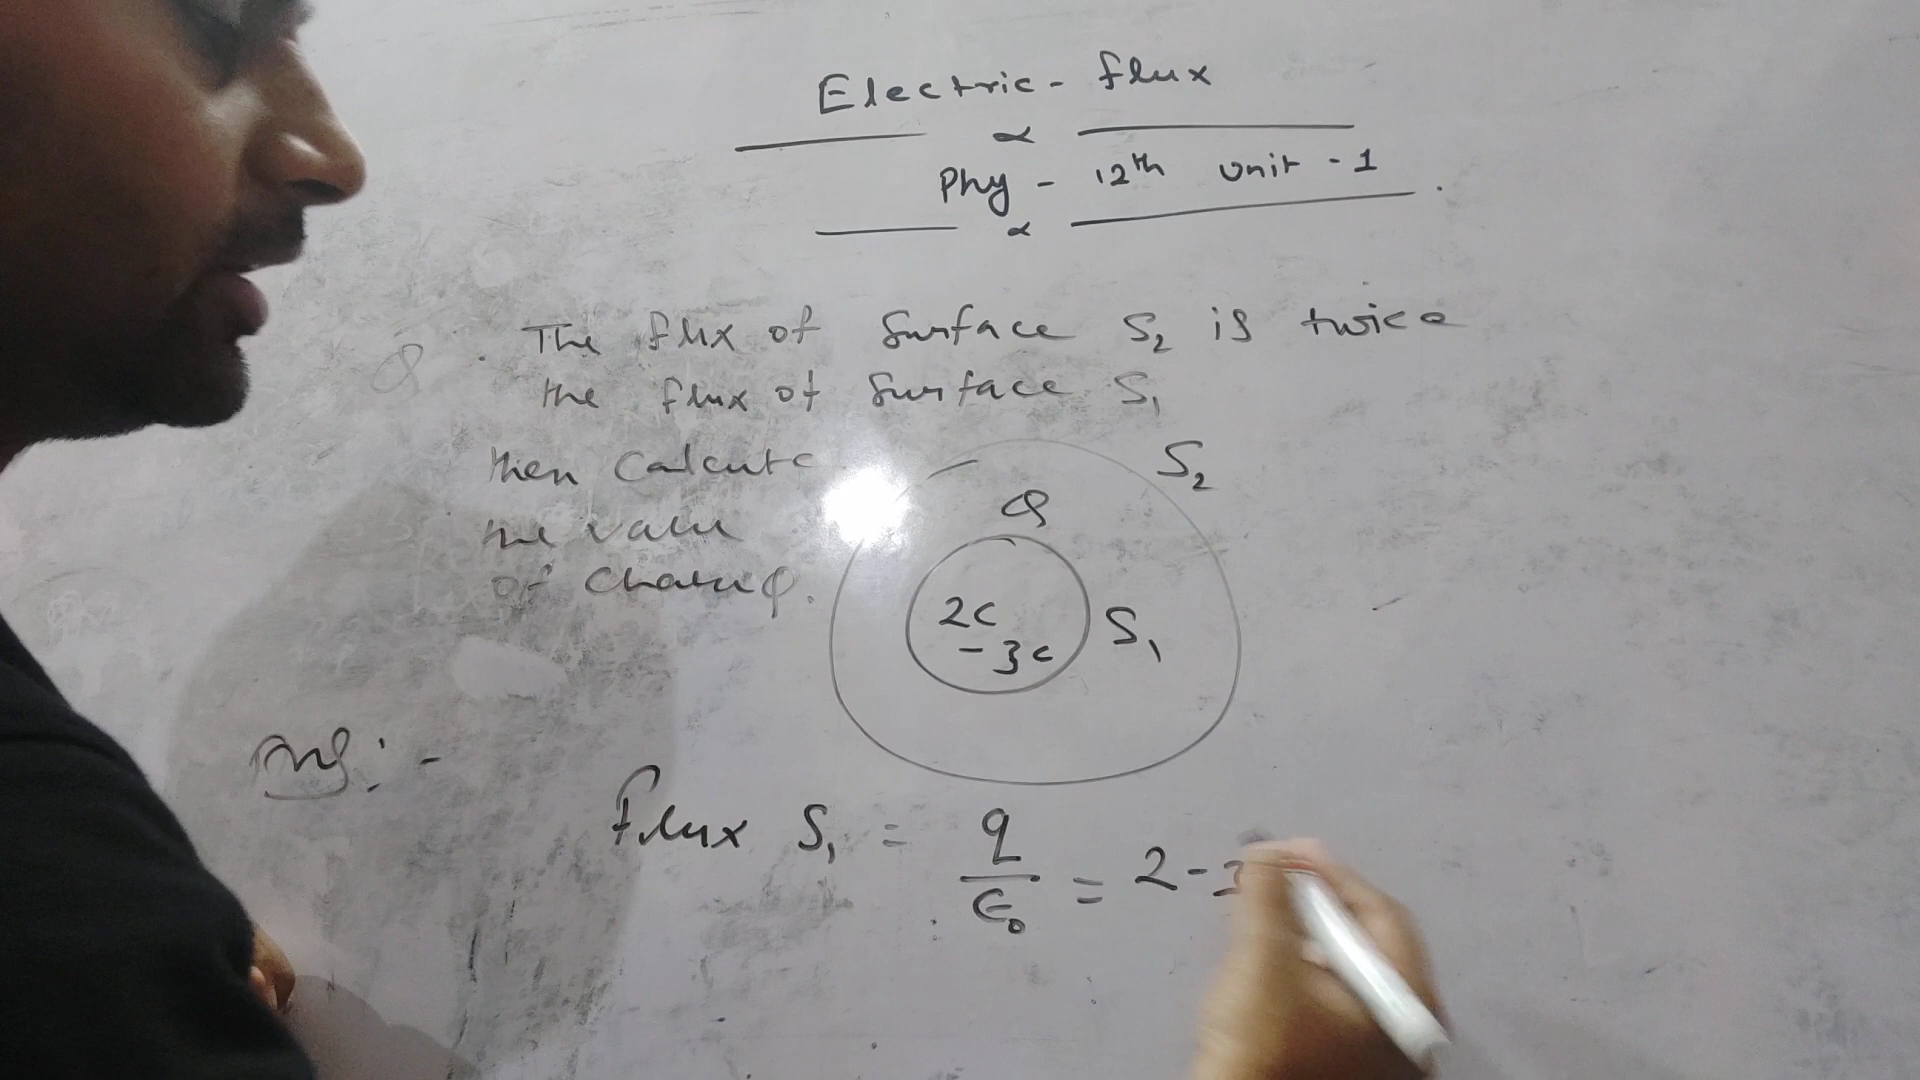 Electric - flux
Phy - 12th Unit - 1
Q. The flux of Surface S2 is twice
the flux of Surface S1
then Calcute
the value
of Charge Q.
S2
Q
2C
-3C
S1
Ans: -
flux S1 = q/ε0 = 2-3